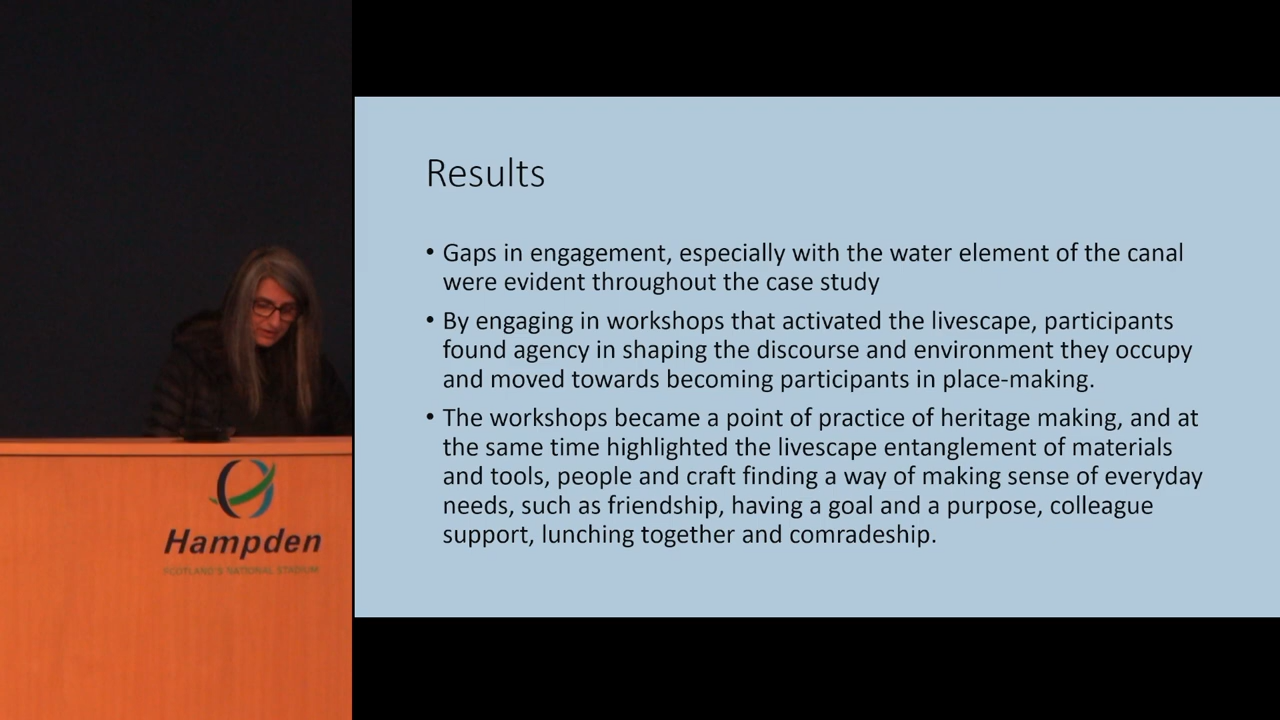 Results
• Gaps in engagement, especially with the water element of the canal
were evident throughout the case study
• By engaging in workshops that activated the livescape, participants
found agency in shaping the discourse and environment they occupy
and moved towards becoming participants in place-making.
• The workshops became a point of practice of heritage making, and at
the same time highlighted the livescape entanglement of materials
and tools, people and craft finding a way of making sense of everyday
needs, such as friendship, having a goal and a purpose, colleague
support, lunching together and comradeship.
Hampden
SCOTLAND'S NATIONAL STADIUM